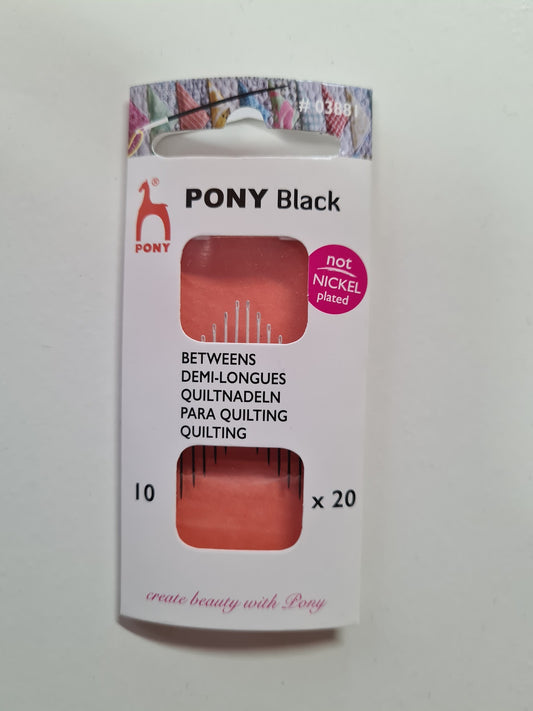 # 03881
®
PONY
PONY Black
not
NICKEL
plated
BETWEENS
DEMI-LONGUES
QUILTNADELN
PARA QUILTING
QUILTING
10
x 20
create beauty with Pony